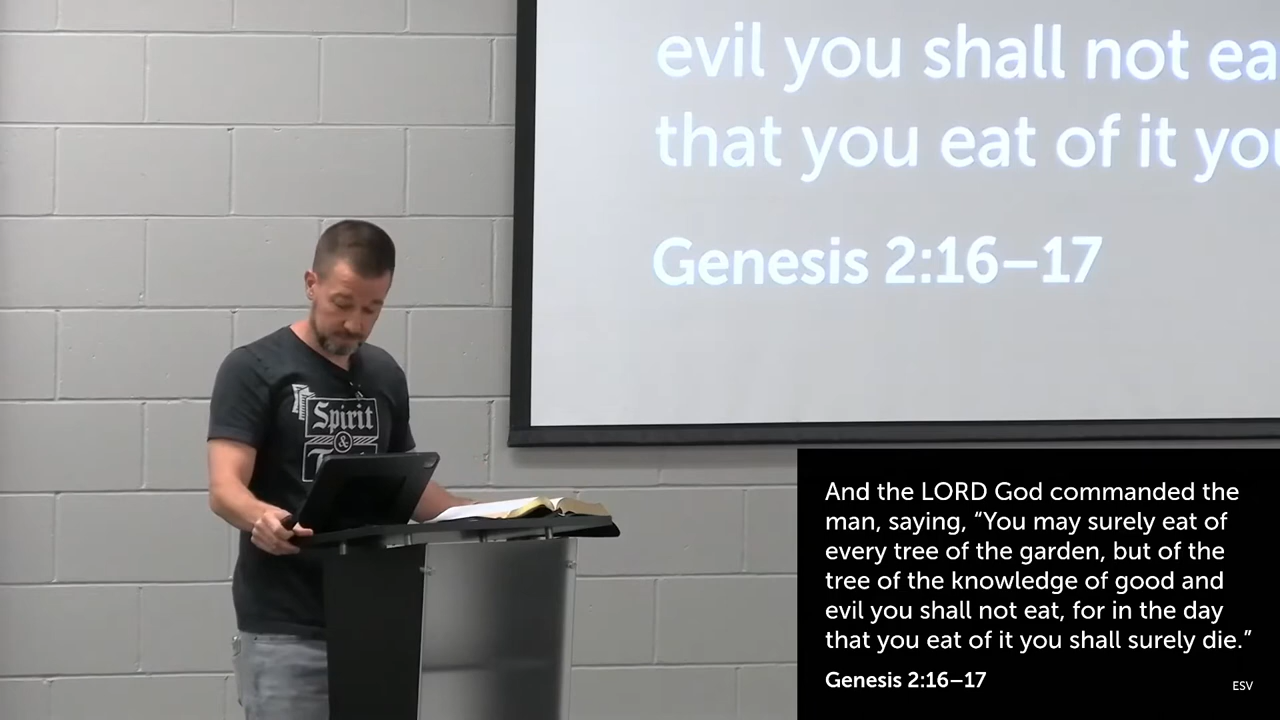 evil you shall not ea
that you eat of it you
Genesis 2:16–17
Spirit
&
And the LORD God commanded the
man, saying, “You may surely eat of
every tree of the garden, but of the
tree of the knowledge of good and
evil you shall not eat, for in the day
that you eat of it you shall surely die.”
Genesis 2:16–17
ESV